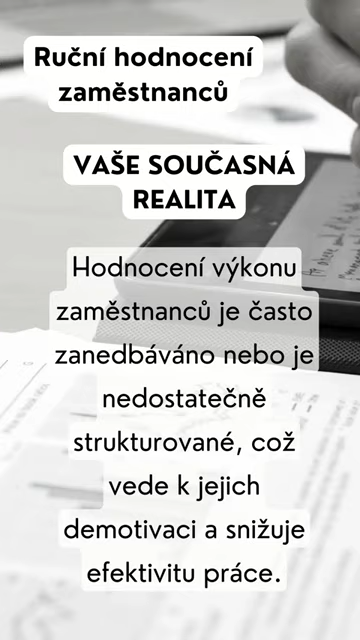 Ruční hodnocení
zaměstnanců
VAŠE SOUČASNÁ
REALITA
Hodnocení výkonu
zaměstnanců je často
zanedbáváno nebo je
nedostatečně
strukturované, což
vede k jejich
demotivaci a snižuje
efektivitu práce.